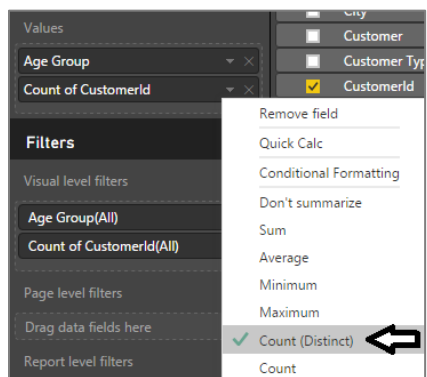 Values
Age Group
Count of CustomerId
Filters
Visual level filters
Age Group(All)
Count of CustomerId(All)
Page level filters
Drag data fields here
Report level filters
City
Customer
Customer Typ
CustomerId
Remove field
Quick Calc
Conditional Formatting
Don't summarize
Sum
Average
Minimum
Maximum
Count (Distinct)
Count